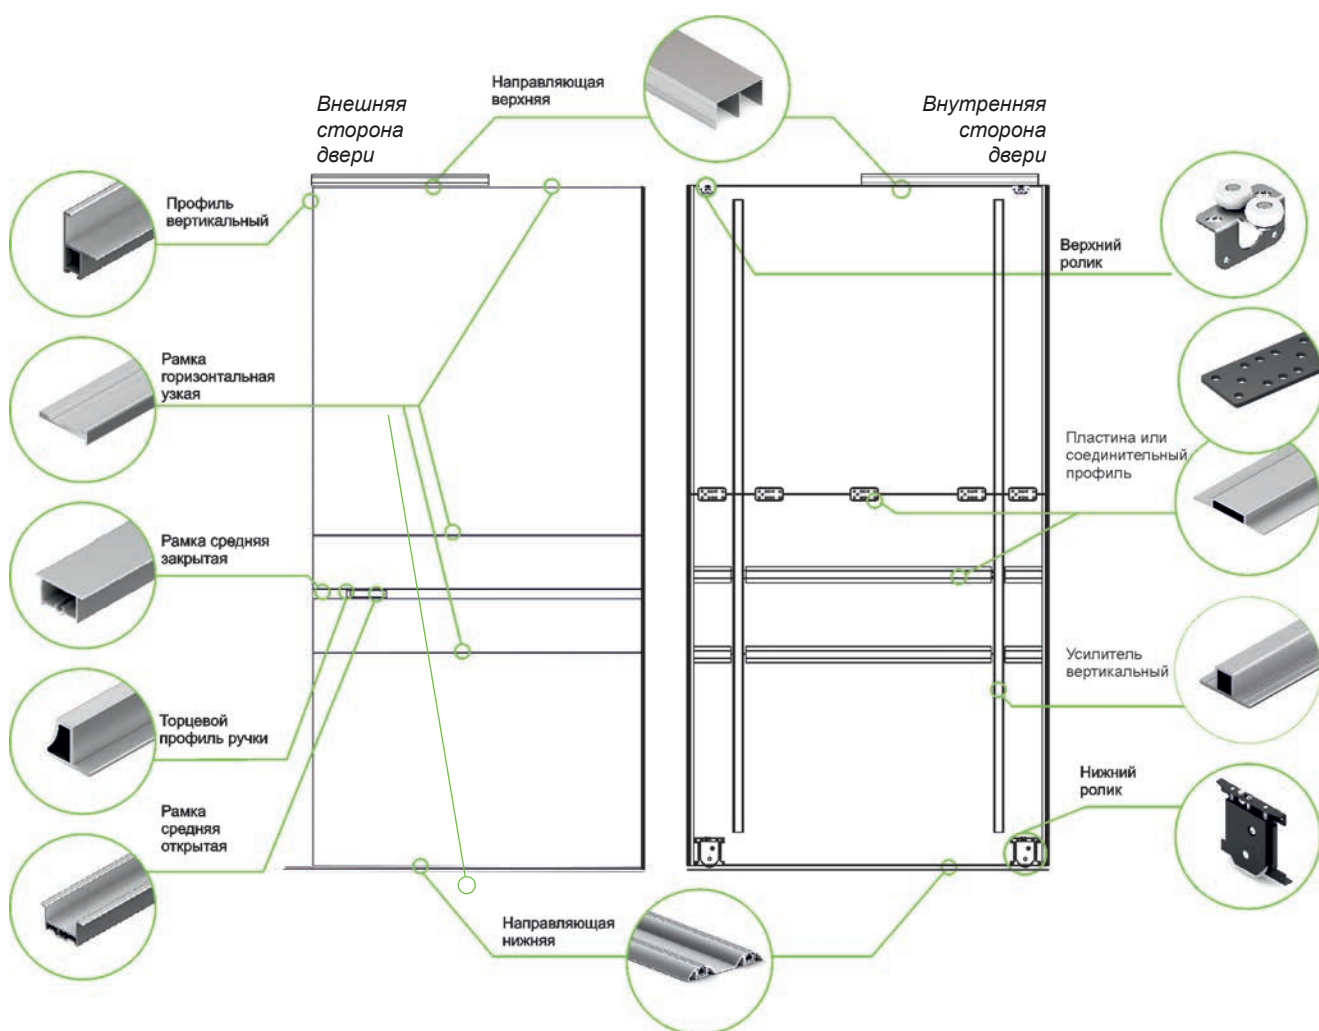 Направляющая
верхняя
Внешняя
сторона
двери
Внутренняя
сторона
двери
Профиль
вертикальный
Верхний
ролик
Рамка
горизонтальная
узкая
Пластина или
соединительный
профиль
Рамка средняя
закрытая
Усилитель
вертикальный
Торцевой
профиль ручки
Нижний
ролик
Рамка
средняя
открытая
Направляющая
нижняя